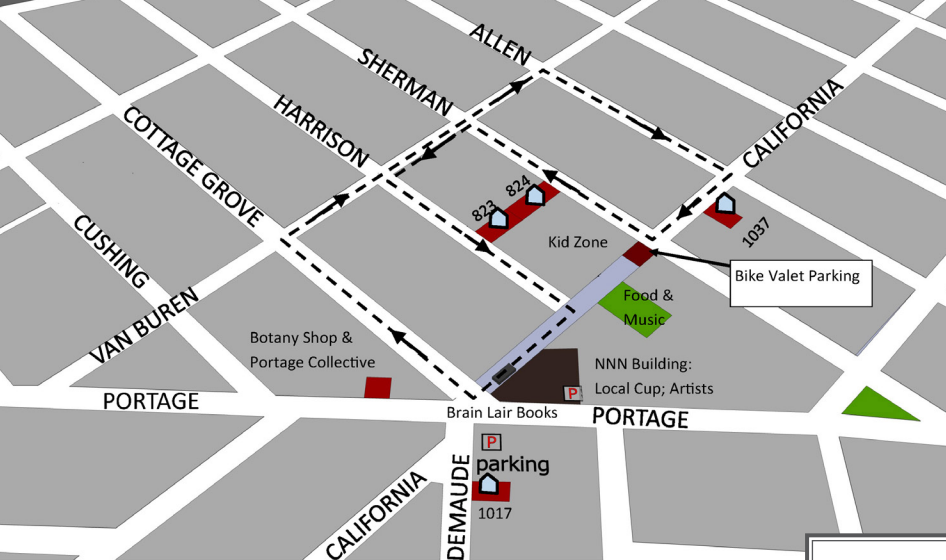 ALLEN
SHERMAN
CALIFORNIA
HARRISON
COTTAGE GROVE
824
823
1037
CUSHING
Kid Zone
Bike Valet Parking
VAN BUREN
Food &
Music
Botany Shop &
Portage Collective
NNN Building:
Local Cup; Artists
P
PORTAGE
Brain Lair Books
PORTAGE
P
parking
CALIFORNIA
DEMAUDE
1017